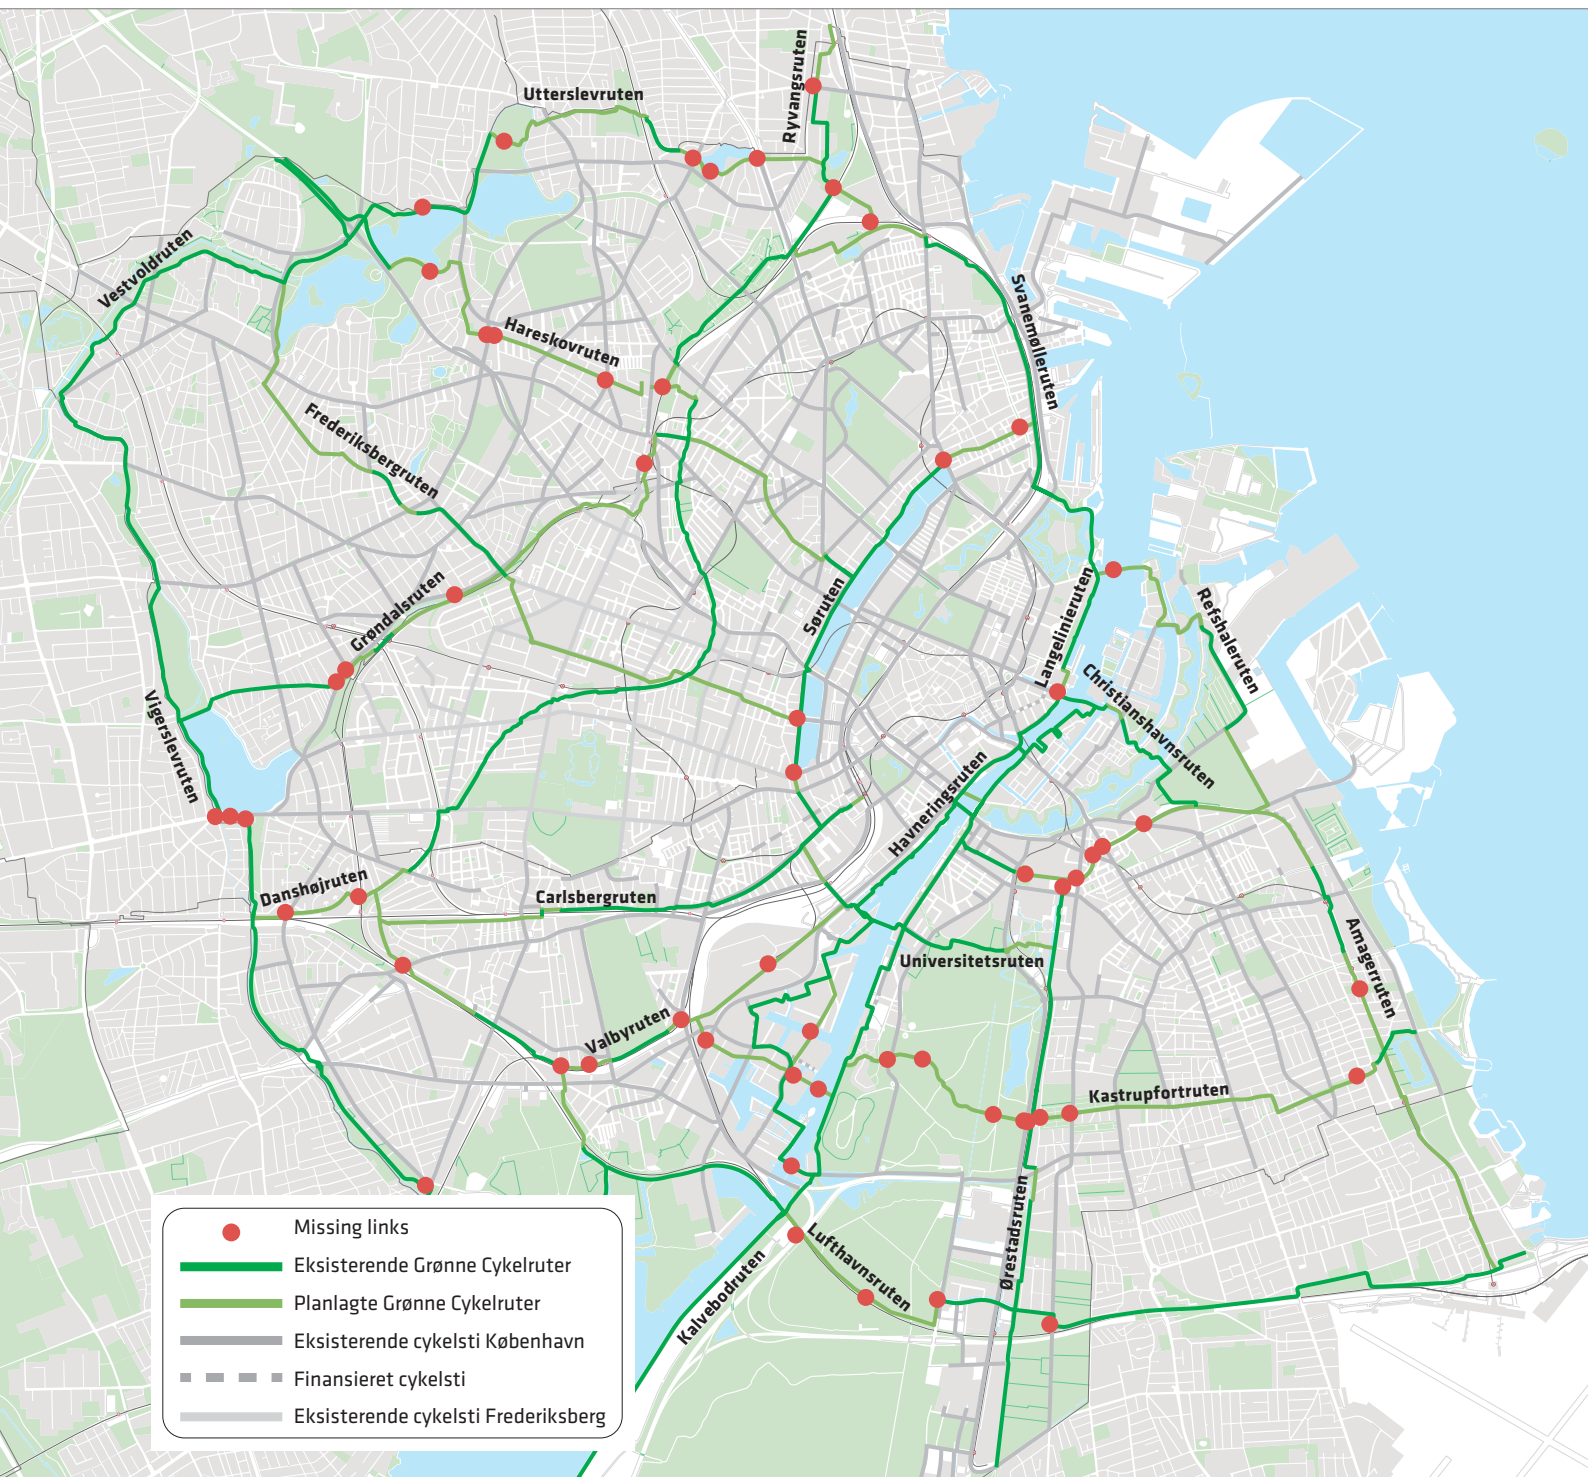 Ryvangsruten
Utterslevruten
Vestvoldruten
Svanemølleruten
Hareskovruten
Frederiksbergruten
Grøndalsruten
Søruten
Langelinieruten
Refshaleruten
Christianshavnsruten
Vigerslevruten
Havneringsruten
Danshøjruten
Carlsbergruten
Universitetsruten
Amagerruten
Valbyruten
Kastrupfortruten
Ørestadsruten
Lufthavnsruten
Kalvebodruten
Missing links
Eksisterende Grønne Cykelruter
Planlagte Grønne Cykelruter
Eksisterende cykelsti København
Finansieret cykelsti
Eksisterende cykelsti Frederiksberg